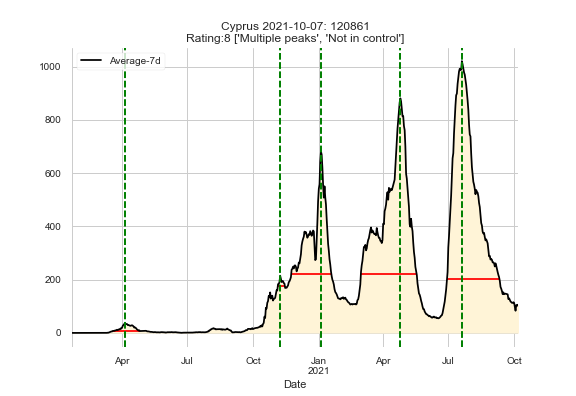 Cyprus 2021-10-07: 120861
Rating:8 ['Multiple peaks', 'Not in control']
Average-7d
1000
800
600
400
200
0
Apr
Jul
Oct
Jan
2021
Apr
Jul
Oct
Date